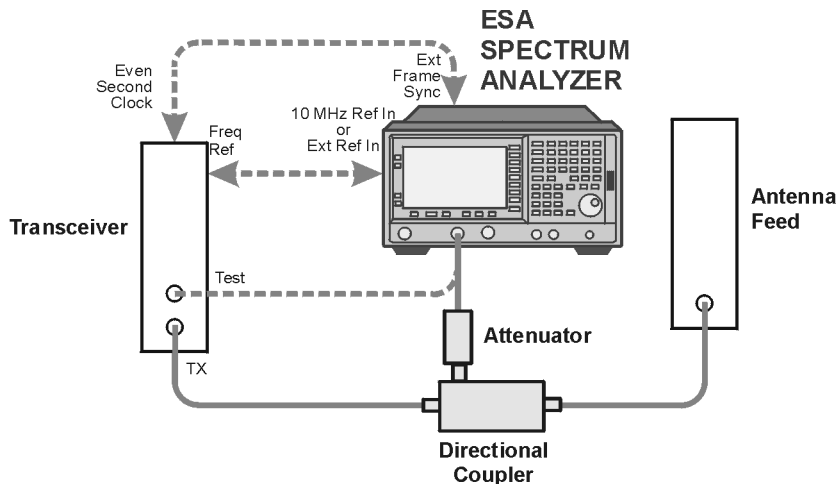 ESA
SPECTRUM
ANALYZER
Ext
Frame
Sync
Even
Second
Clock
10 MHz Ref In
or
Ext Ref In
Freq
Ref
Transceiver
Antenna
Feed
Test
Attenuator
TX
Directional
Coupler